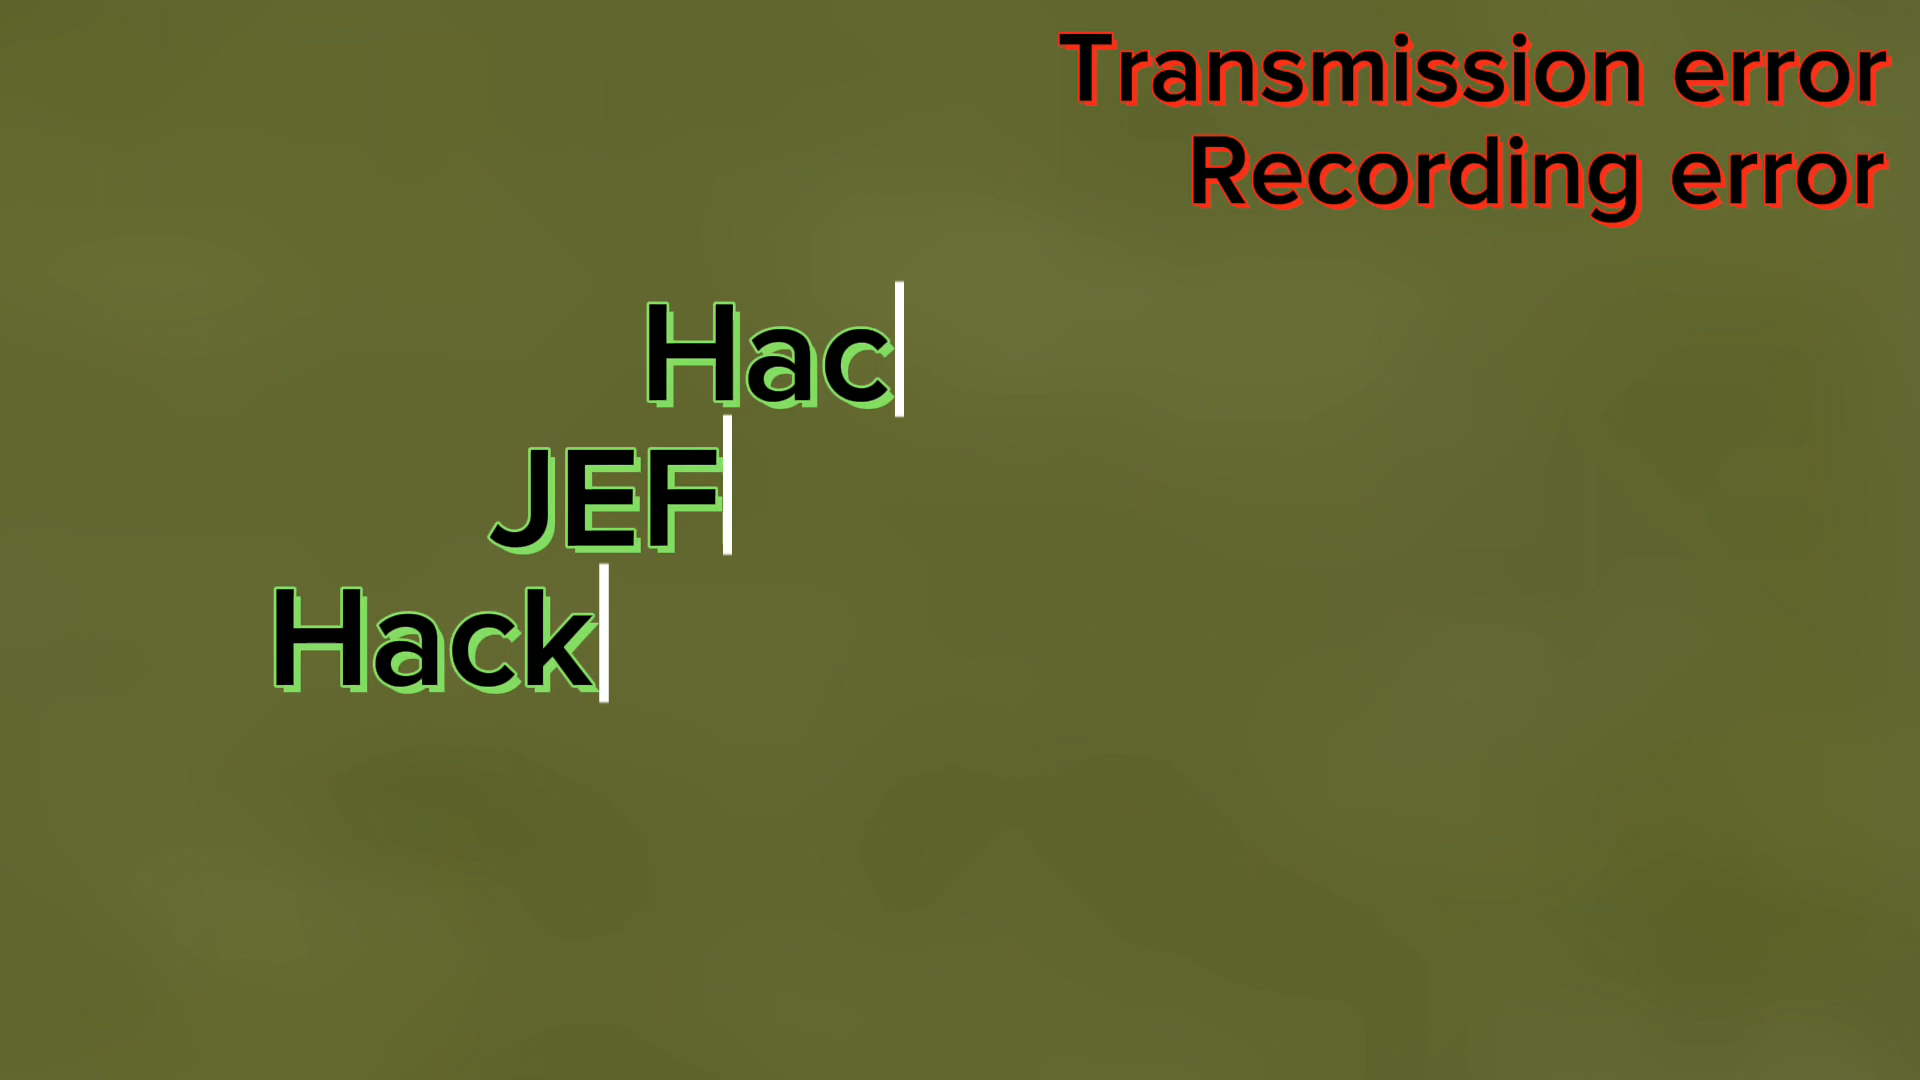 Transmission error
Recording error
Hac
JEF
Hack